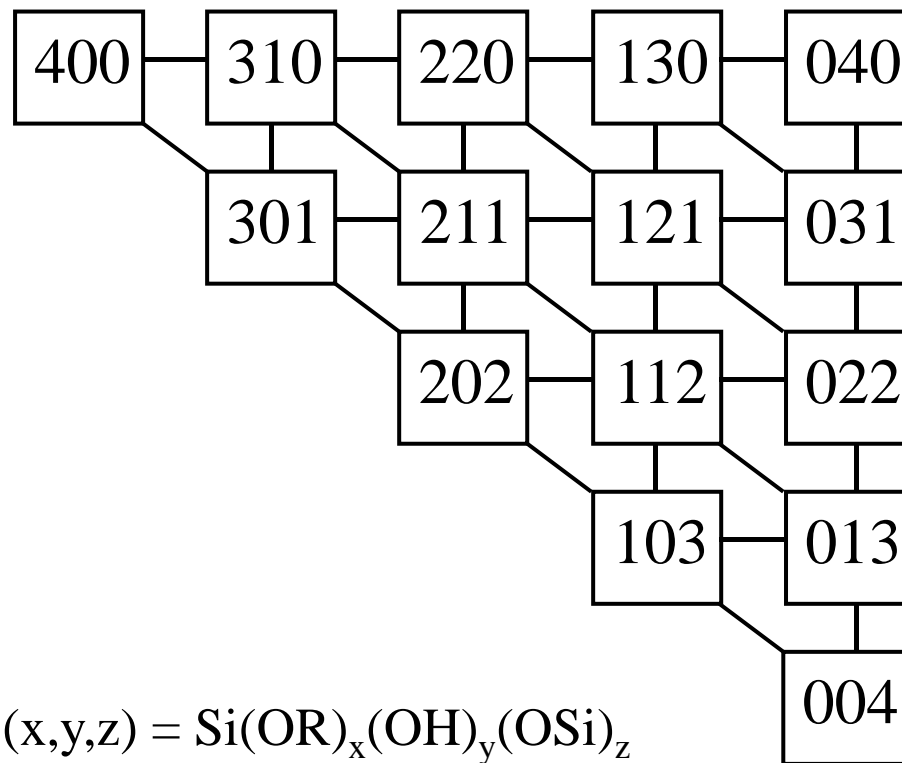 400 310 220 130 040
301 211 121 031
202 112 022
103 013
004
(x,y,z) = Si(OR)x(OH)y(OSi)z